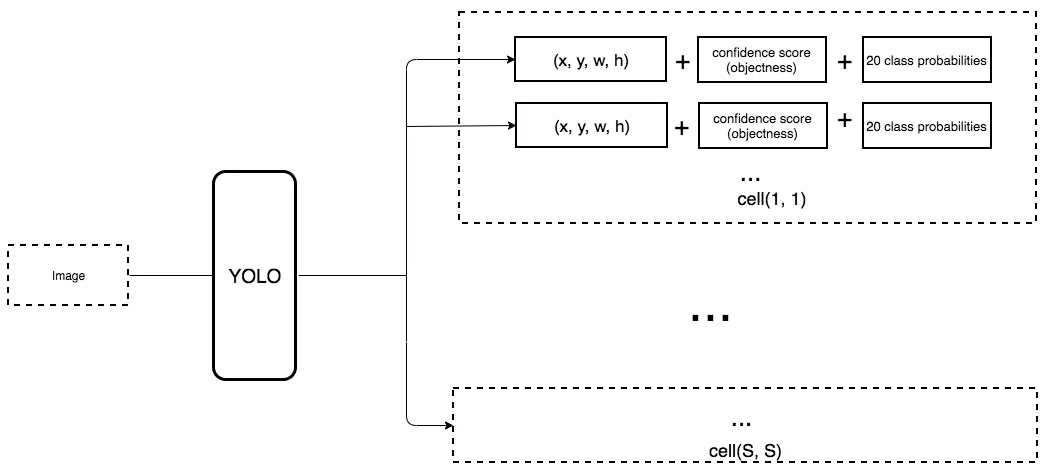 (x, y, w, h) + confidence score (objectness) + 20 class probabilities
(x, y, w, h) + confidence score (objectness) + 20 class probabilities
...
cell(1, 1)
Image
YOLO
...
...
cell(S, S)